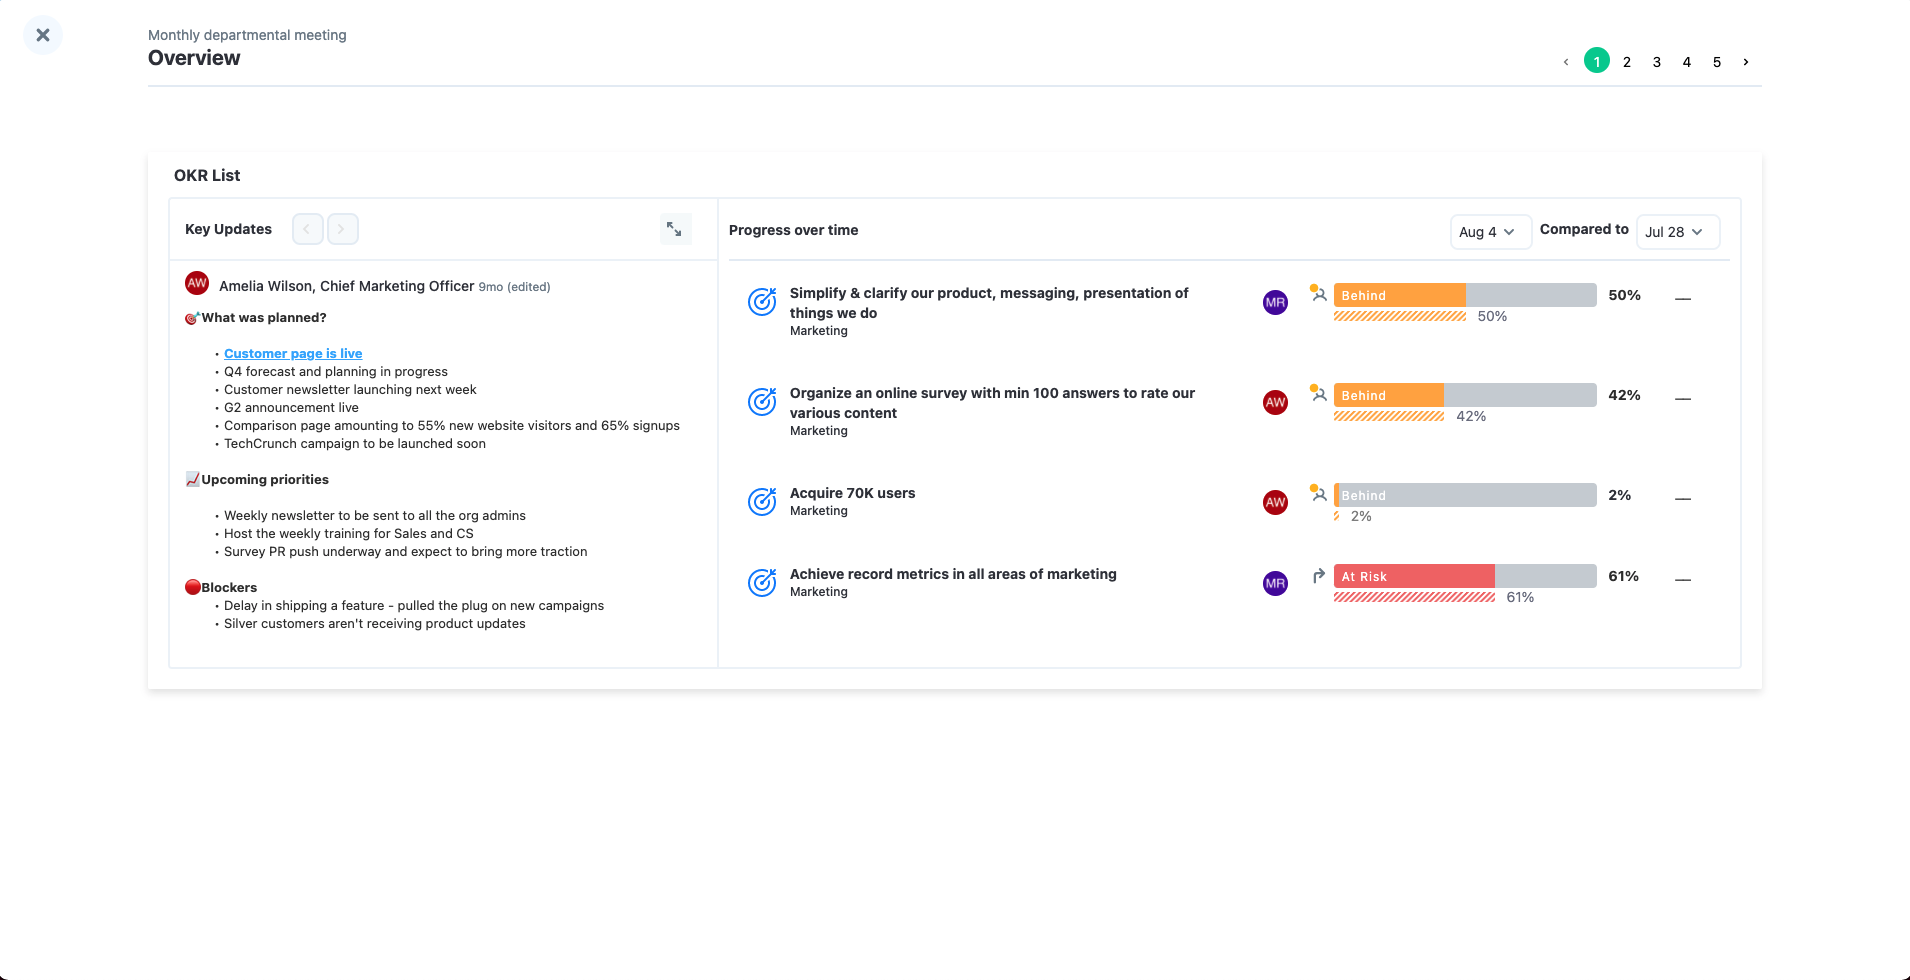 Monthly departmental meeting
Overview
1 2 3 4 5
OKR List
Key Updates
AW Amelia Wilson, Chief Marketing Officer 9mo (edited)
What was planned?
• Customer page is live
• Q4 forecast and planning in progress
• Customer newsletter launching next week
• G2 announcement live
• Comparison page amounting to 55% new website visitors and 65% signups
• TechCrunch campaign to be launched soon
Upcoming priorities
• Weekly newsletter to be sent to all the org admins
• Host the weekly training for Sales and CS
• Survey PR push underway and expect to bring more traction
Blockers
• Delay in shipping a feature - pulled the plug on new campaigns
• Silver customers aren't receiving product updates
Progress over time
Aug 4 Compared to Jul 28
Simplify & clarify our product, messaging, presentation of
things we do
Marketing
MR Behind 50%
50%
Organize an online survey with min 100 answers to rate our
various content
Marketing
AW Behind 42%
42%
Acquire 70K users
Marketing
AW Behind 2%
2%
Achieve record metrics in all areas of marketing
Marketing
MR At Risk 61%
61%